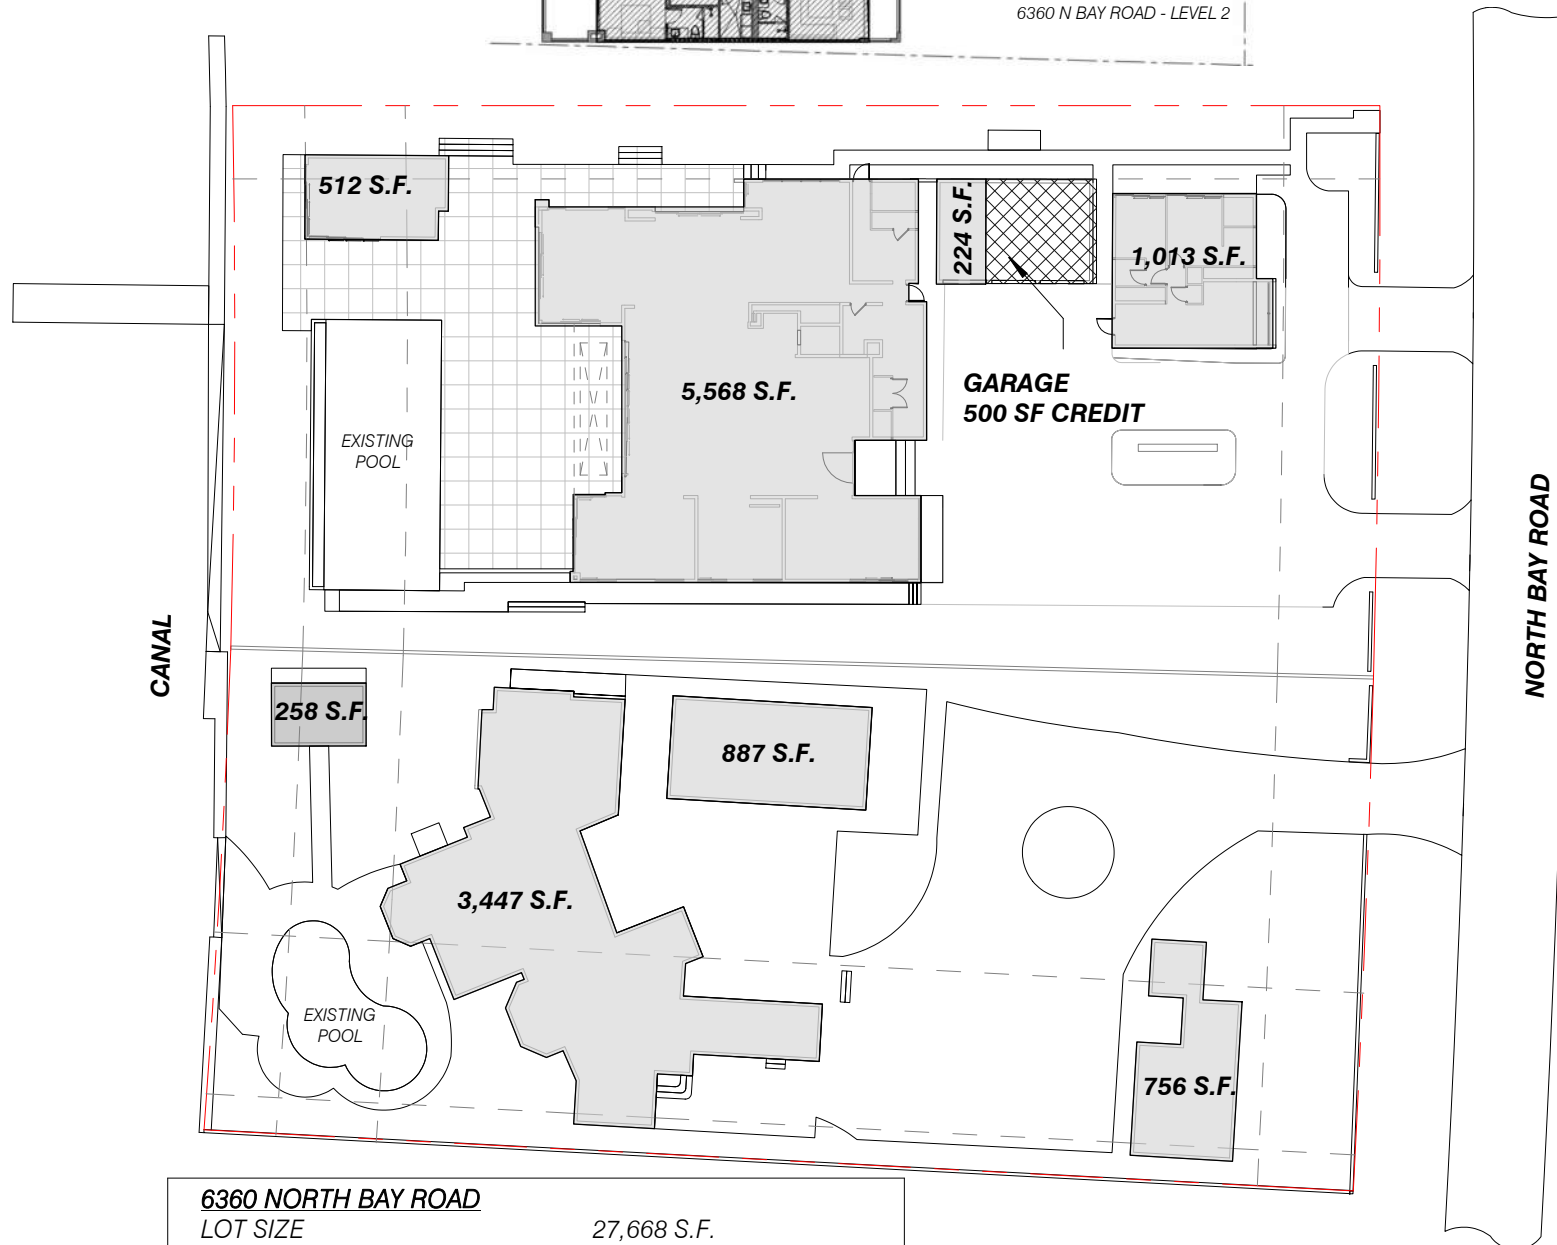 6360 N BAY ROAD - LEVEL 2
512 S.F.
224 S.F.
1,013 S.F.
5,568 S.F.
GARAGE
500 SF CREDIT
EXISTING
POOL
NORTH BAY ROAD
CANAL
258 S.F.
887 S.F.
3,447 S.F.
EXISTING
POOL
756 S.F.
6360 NORTH BAY ROAD
LOT SIZE 27,668 S.F.